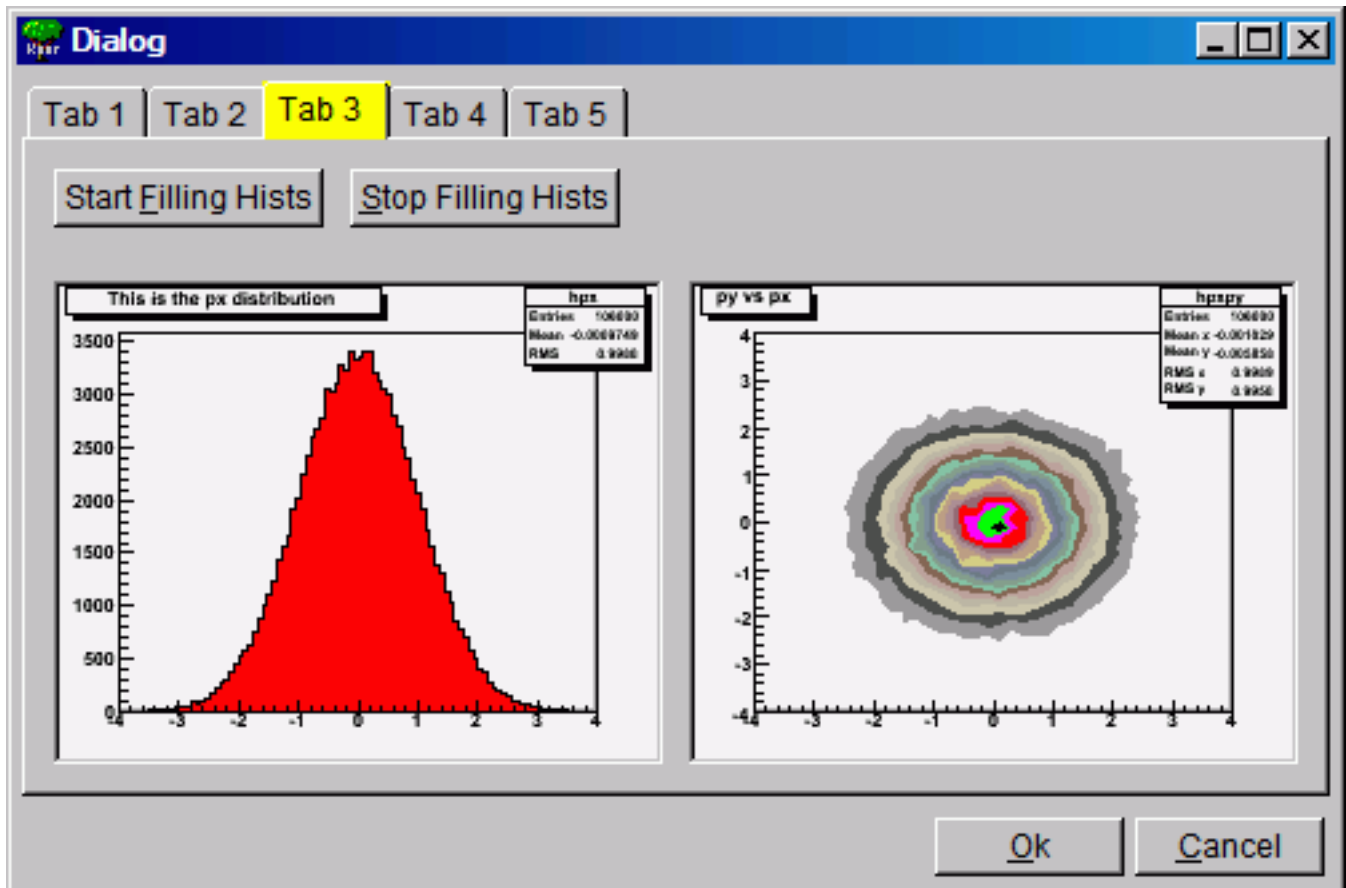 Dialog
Tab 1 Tab 2 Tab 3 Tab 4 Tab 5
Start Filling Hists Stop Filling Hists
This is the px distribution
hpx
Entries
Mean
RMS
3500
3000
2500
2000
1500
1000
500
0
-4 -3 -2 -1 0 1 2 3 4
py vs px
hpxpy
Entries
Mean x
Mean y
RMS x
RMS y
4
3
2
1
0
-1
-2
-3
-4
-4 -3 -2 -1 0 1 2 3 4
Ok Cancel